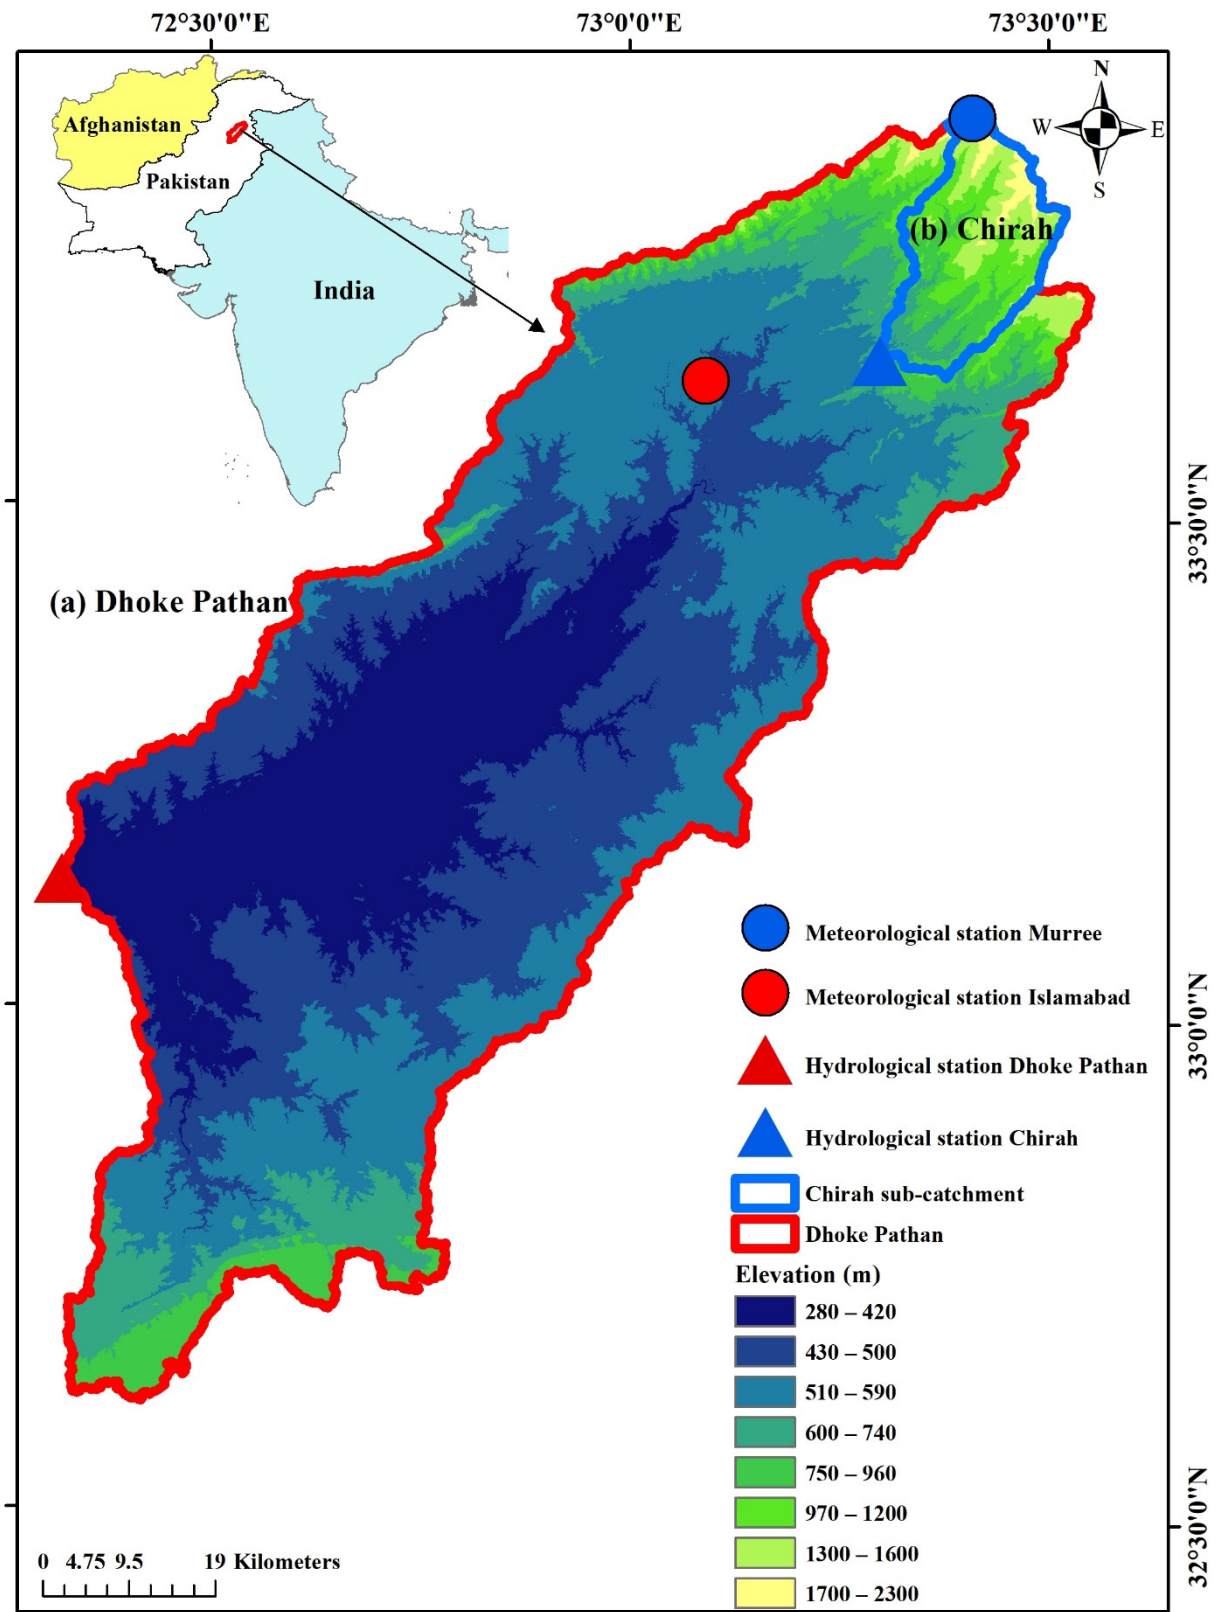 72°30'0"E 73°0'0"E 73°30'0"E
N
W E
S
Afghanistan
Pakistan
India
(b) Chirah
33°30'0"N
(a) Dhoke Pathan
Meteorological station Murree
Meteorological station Islamabad
33°0'0"N
Hydrological station Dhoke Pathan
Hydrological station Chirah
Chirah sub-catchment
Dhoke Pathan
Elevation (m)
280 – 420
430 – 500
510 – 590
600 – 740
750 – 960
970 – 1200
1300 – 1600
1700 – 2300
32°30'0"N
0 4.75 9.5 19 Kilometers